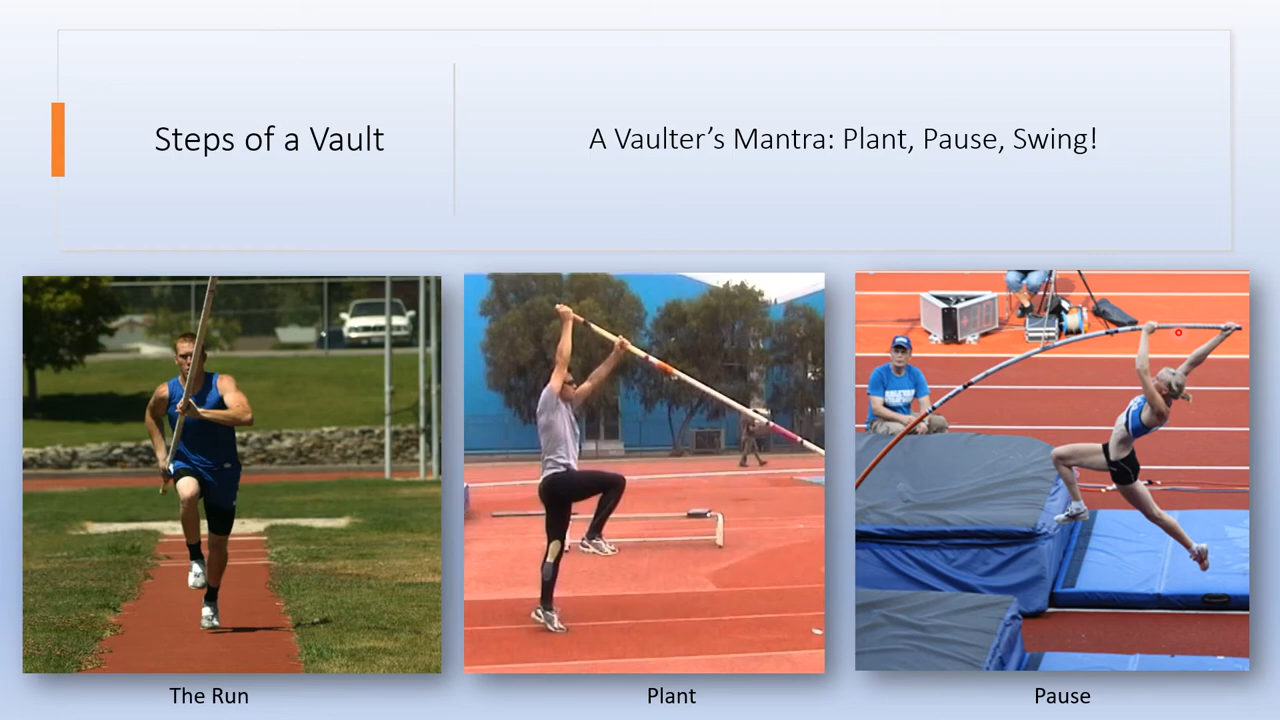 Steps of a Vault
A Vaulter’s Mantra: Plant, Pause, Swing!
The Run
Plant
Pause